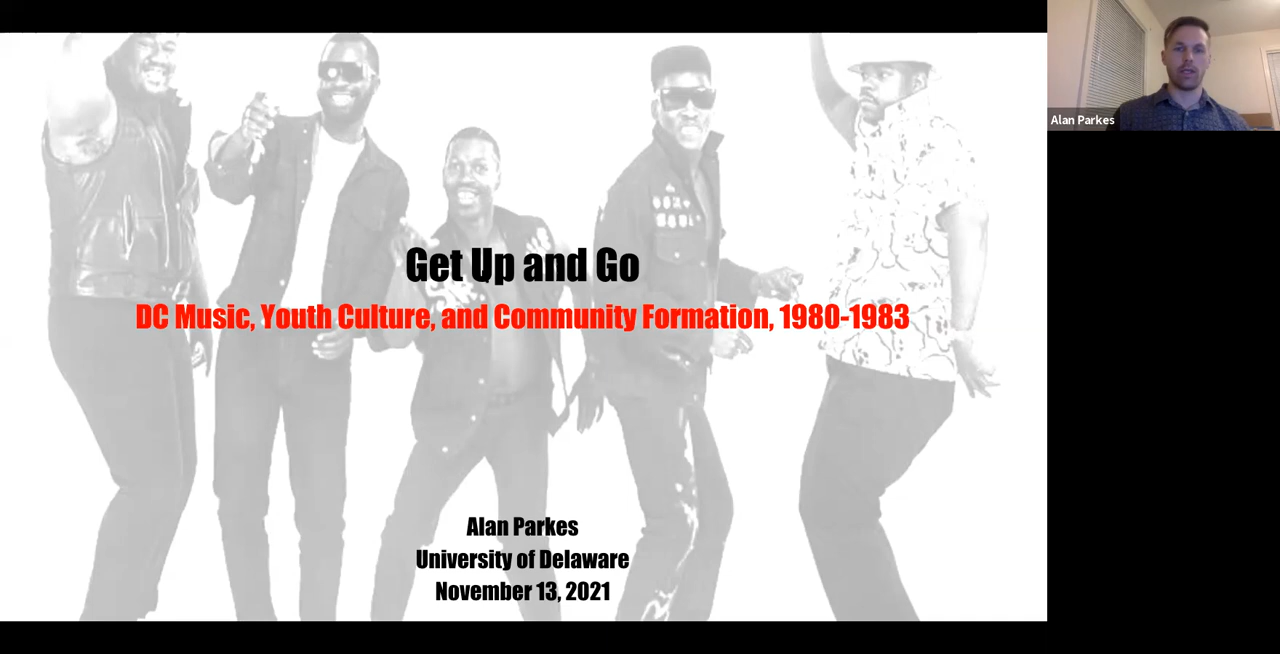 Get Up and Go
DC Music, Youth Culture, and Community Formation, 1980-1983
Alan Parkes
University of Delaware
November 13, 2021
Alan Parkes